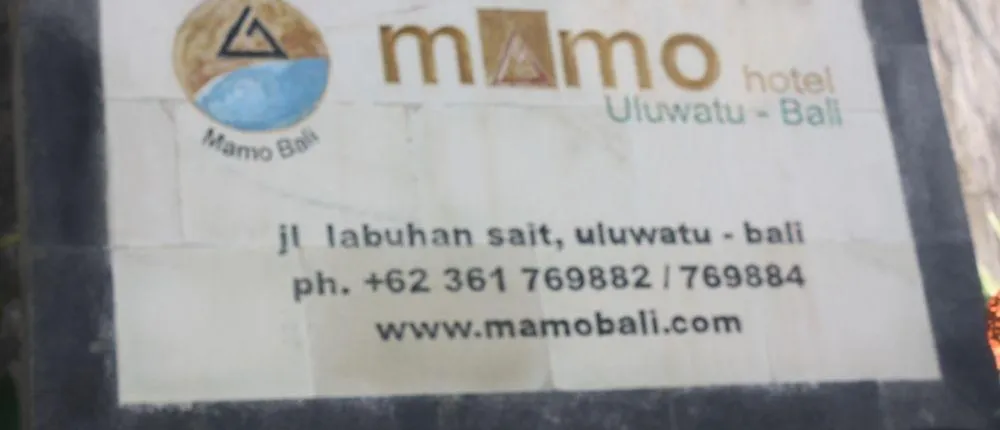 mamo
hotel
Uluwatu - Bali
Mamo Bali
jl labuhan sait, uluwatu - bali
ph. +62 361 769882 / 769884
www.mamobali.com